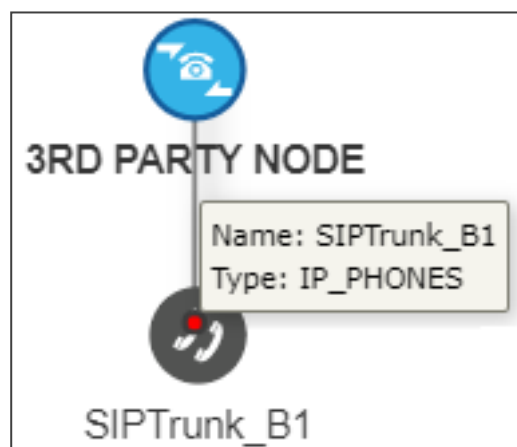 3RD PARTY NODE
Name: SIPTrunk_B1
Type: IP_PHONES
SIPTrunk_B1